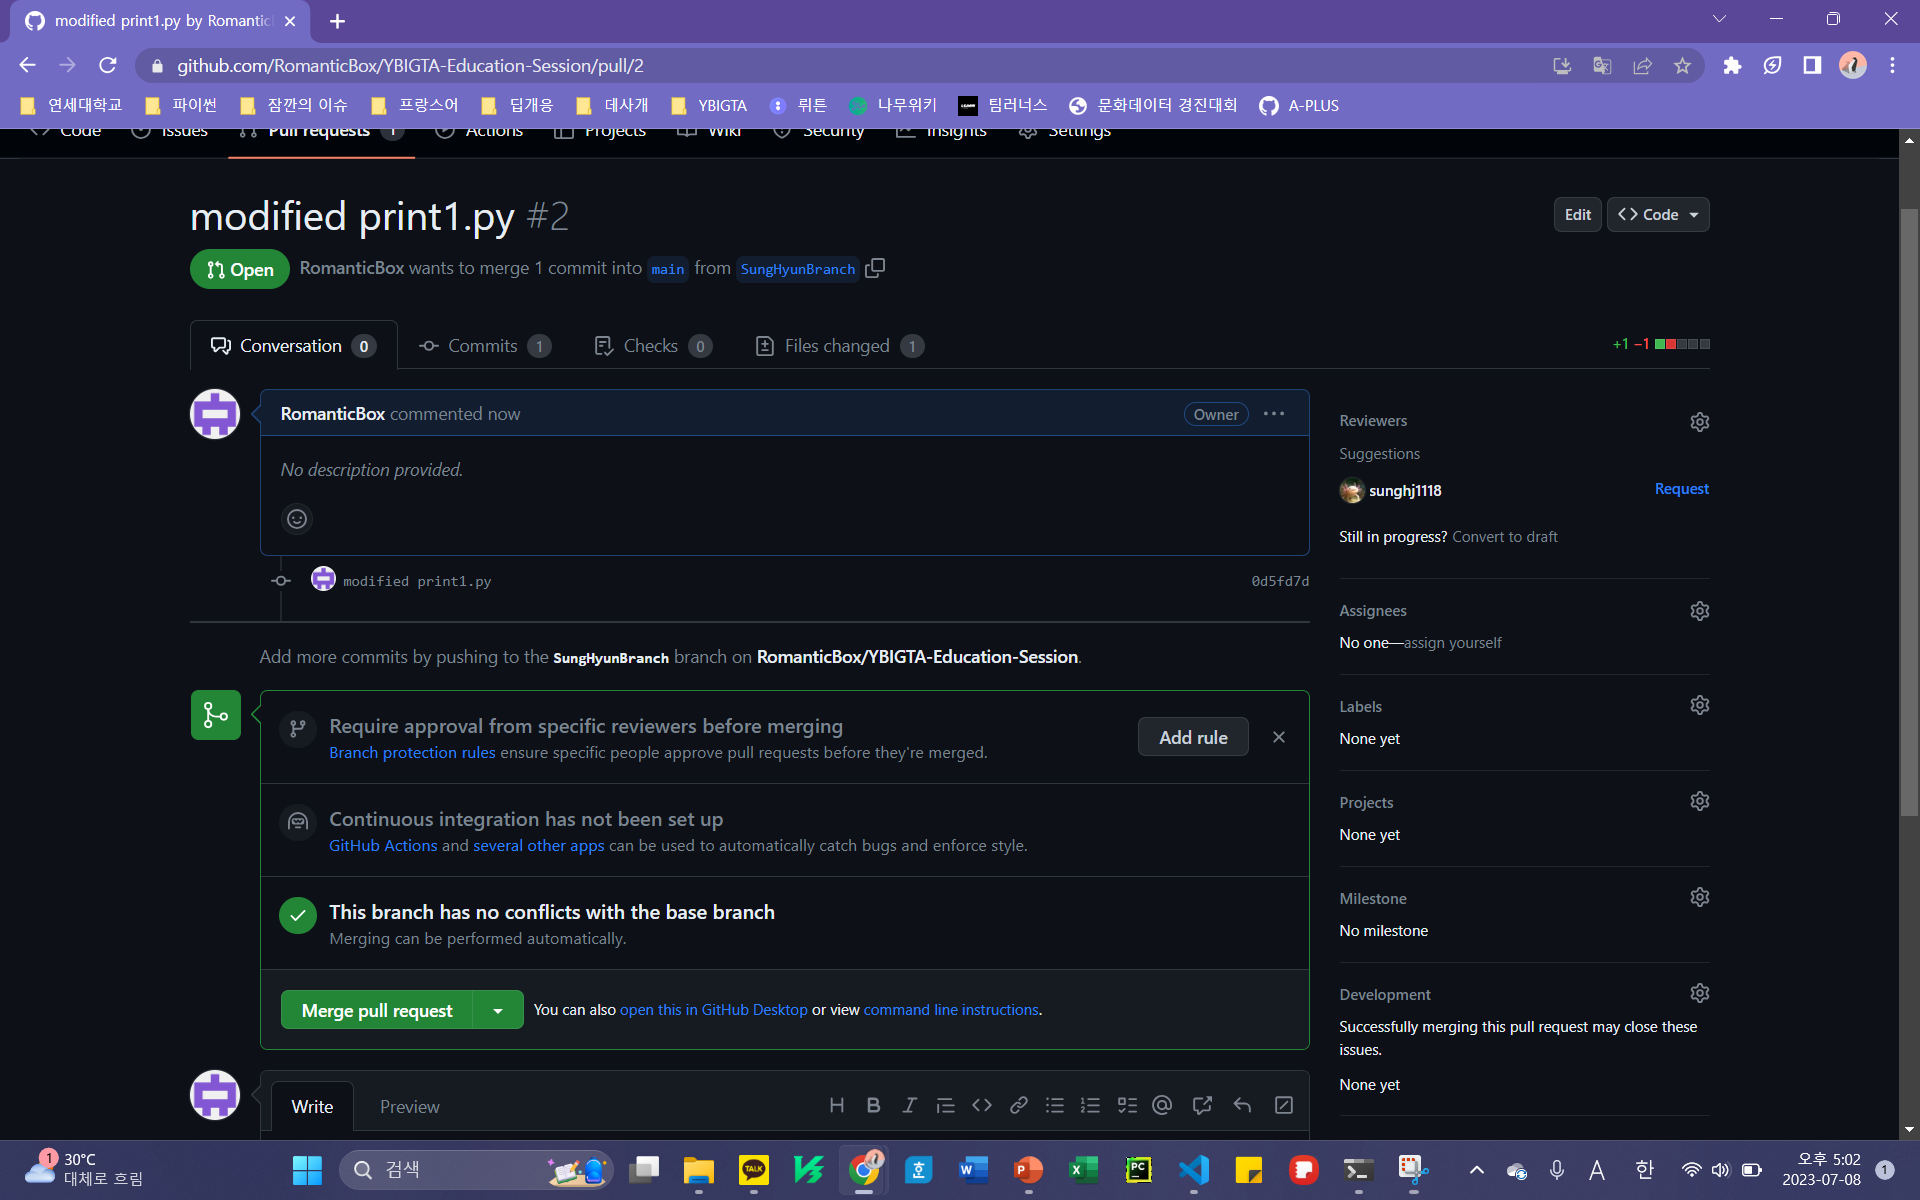 modified print1.py by Romantic
github.com/RomanticBox/YBIGTA-Education-Session/pull/2
연세대학교 파이썬 잠깐의 이슈 프랑스어 딥개응 데사개 YBIGTA 뤼튼 나무위키 팀러너스 문화데이터 경진대회 A-PLUS
Code Issues Pull requests 1 Actions Projects Wiki Security Insights Settings
modified print1.py #2
Edit
<> Code
Open
RomanticBox wants to merge 1 commit into main from SungHyunBranch
Conversation 0
Commits 1
Checks 0
Files changed 1
+1 −1
RomanticBox commented now
Owner
No description provided.
modified print1.py
0d5fd7d
Add more commits by pushing to the SungHyunBranch branch on RomanticBox/YBIGTA-Education-Session.
Require approval from specific reviewers before merging
Branch protection rules ensure specific people approve pull requests before they're merged.
Add rule
Continuous integration has not been set up
GitHub Actions and several other apps can be used to automatically catch bugs and enforce style.
This branch has no conflicts with the base branch
Merging can be performed automatically.
Merge pull request
You can also open this in GitHub Desktop or view command line instructions.
Write
Preview
Reviewers
Suggestions
sunghj1118
Request
Still in progress? Convert to draft
Assignees
No one—assign yourself
Labels
None yet
Projects
None yet
Milestone
No milestone
Development
Successfully merging this pull request may close these
issues.
None yet
1
30°C
대체로 흐림
검색
TALK
호
W
P
X
PC
A
한
오후 5:02
2023-07-08
1